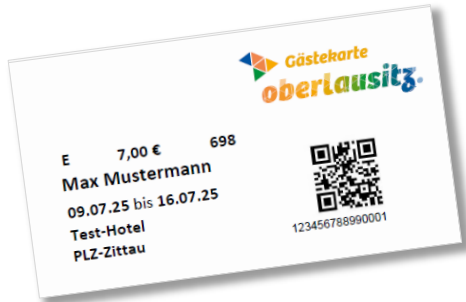 Gästekarte
oberlausitz.
E 7,00 € 698
Max Mustermann
09.07.25 bis 16.07.25
Test-Hotel
PLZ-Zittau
123456788990001